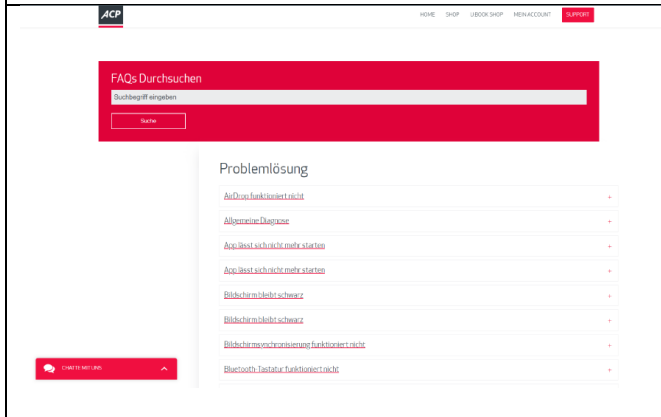 ACP
HOME SHOP UBOOK SHOP MEIN ACCOUNT SUPPORT
FAQs Durchsuchen
Suchbegriff eingeben
Suche
Problemlösung
AirDrop funktioniert nicht +
Allgemeine Diagnose +
App lässt sich nicht mehr starten +
App lässt sich nicht mehr starten +
Bildschirm bleibt schwarz +
Bildschirm bleibt schwarz +
Bildschirmsynchronisierung funktioniert nicht +
CHATTE MIT UNS
Bluetooth-Tastatur funktioniert nicht +